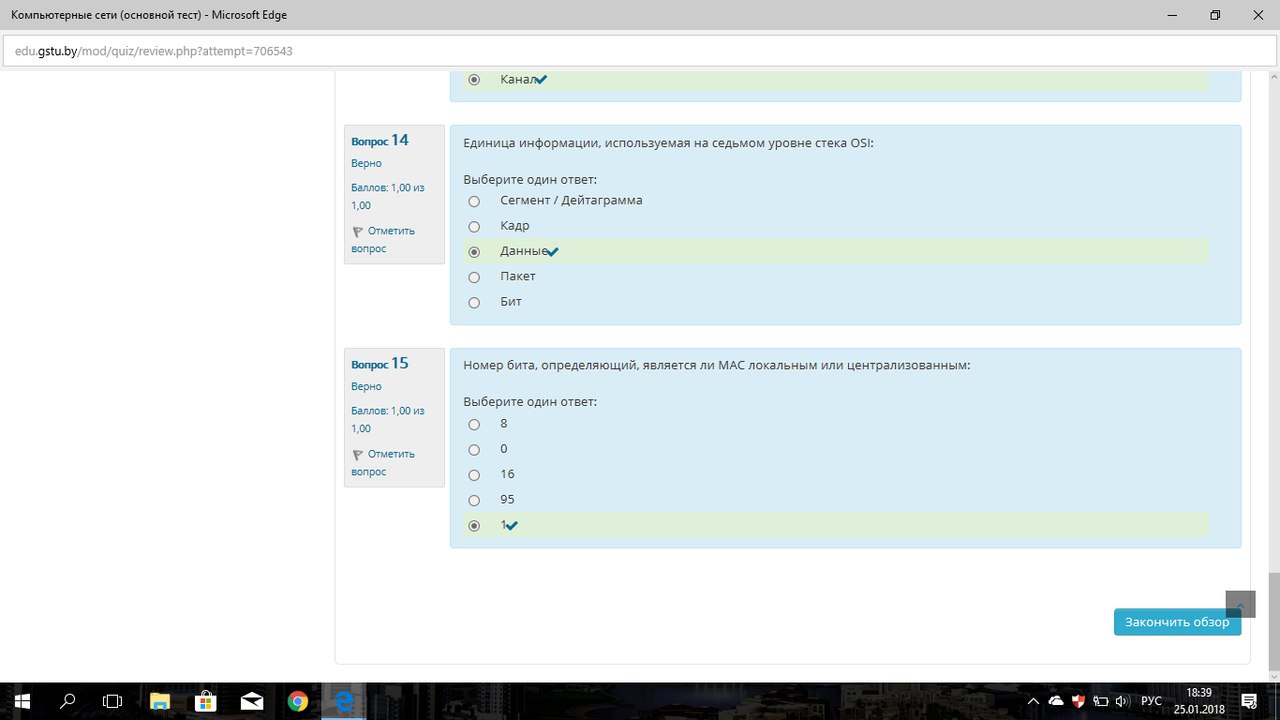 Компьютерные сети (основной тест) - Microsoft Edge
edu.gstu.by/mod/quiz/review.php?attempt=706543
Канал
Вопрос 14
Верно
Баллов: 1,00 из
1,00
Отметить
вопрос
Единица информации, используемая на седьмом уровне стека OSI:
Выберите один ответ:
Сегмент / Дейтаграмма
Кадр
Данные
Пакет
Бит
Вопрос 15
Верно
Баллов: 1,00 из
1,00
Отметить
вопрос
Номер бита, определяющий, является ли MAC локальным или централизованным:
Выберите один ответ:
8
0
16
95
1
Закончить обзор
РУС
18:39
25.01.2018